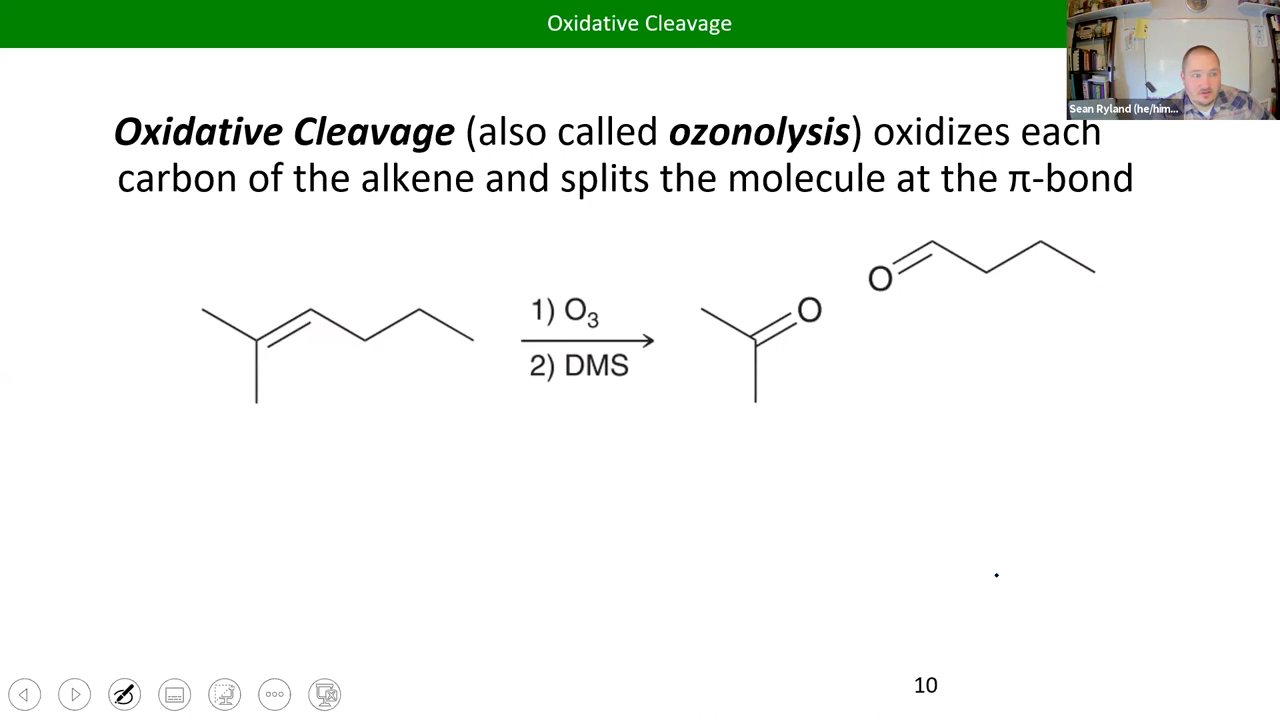 Oxidative Cleavage
Sean Ryland (he/him...
Oxidative Cleavage (also called ozonolysis) oxidizes each
carbon of the alkene and splits the molecule at the π-bond
O
1) O₃
O
2) DMS
10